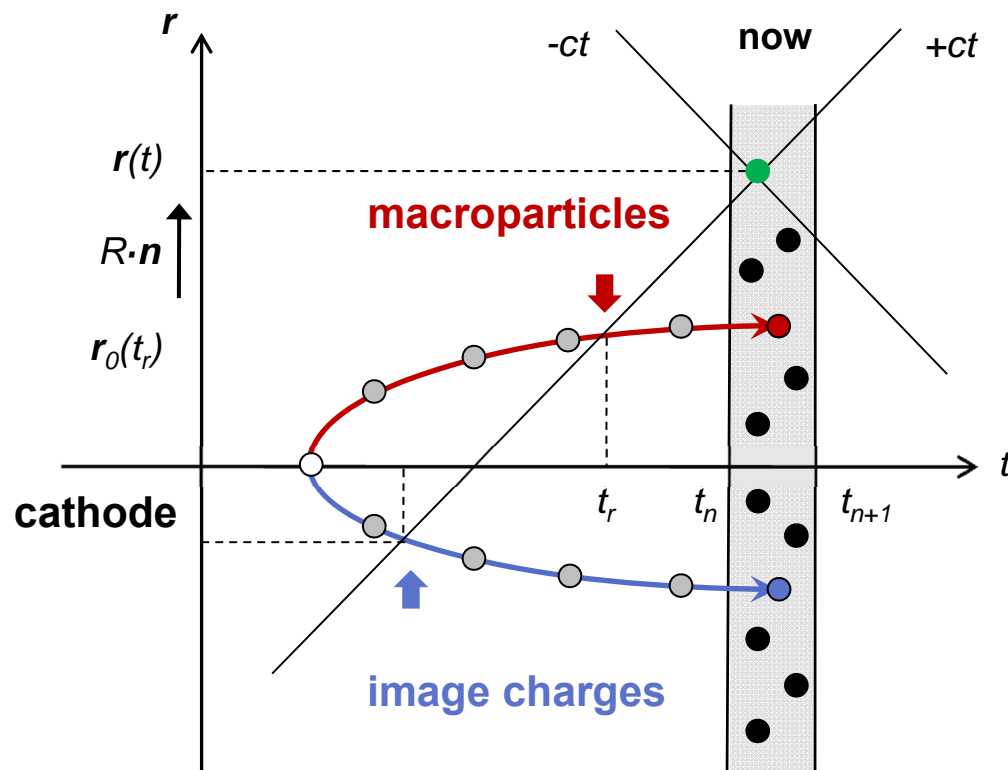 r
-ct
now
+ct
r(t)
macroparticles
R·n
r₀(tᵣ)
t
cathode
tᵣ
tₙ
tₙ₊₁
image charges